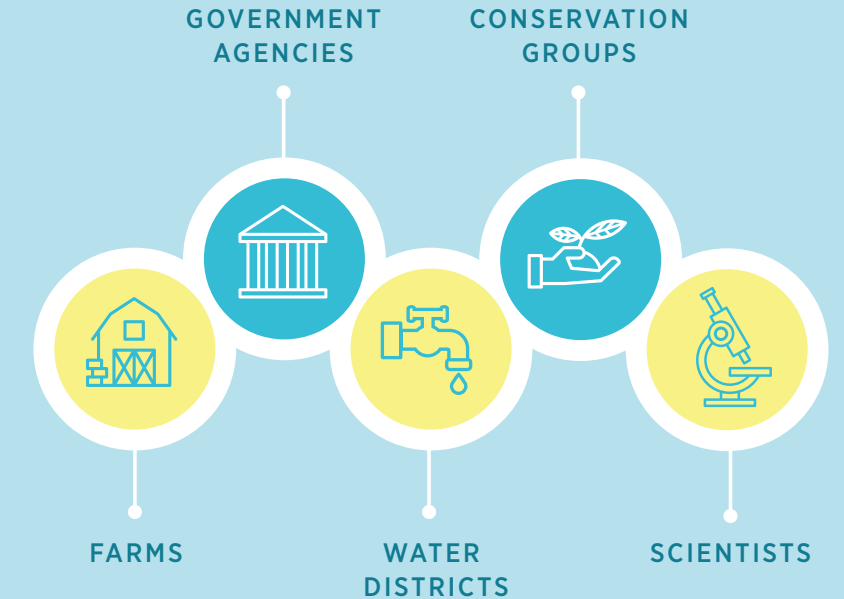 GOVERNMENT
AGENCIES
CONSERVATION
GROUPS
FARMS
WATER
DISTRICTS
SCIENTISTS